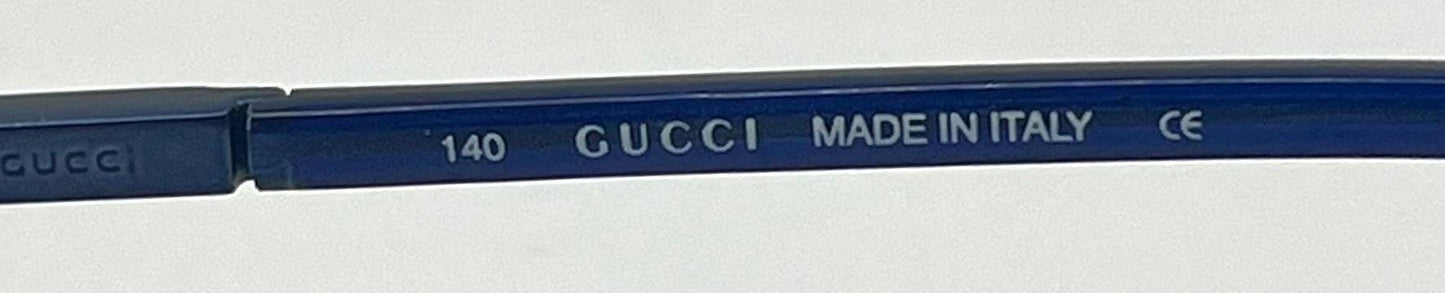 GUCCI
140 GUCCI MADE IN ITALY CE